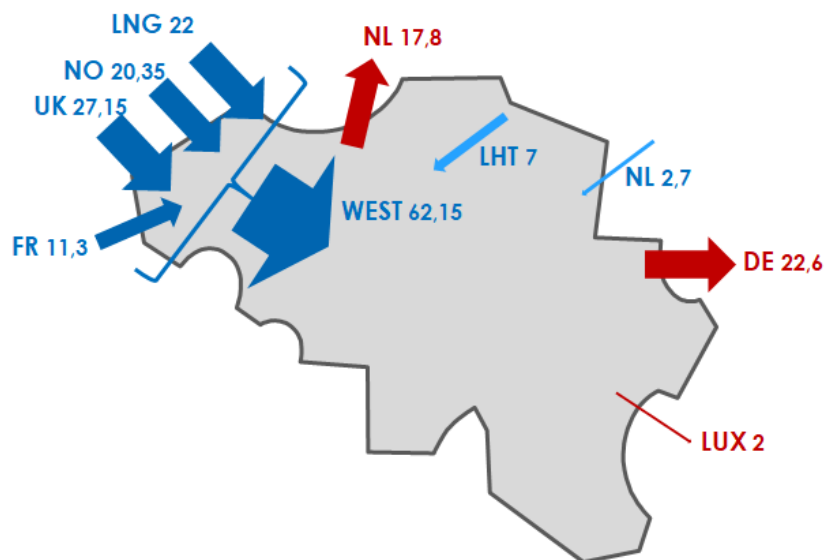 LNG 22
NO 20,35
UK 27,15
FR 11,3
NL 17,8
WEST 62,15
LHT 7
NL 2,7
DE 22,6
LUX 2